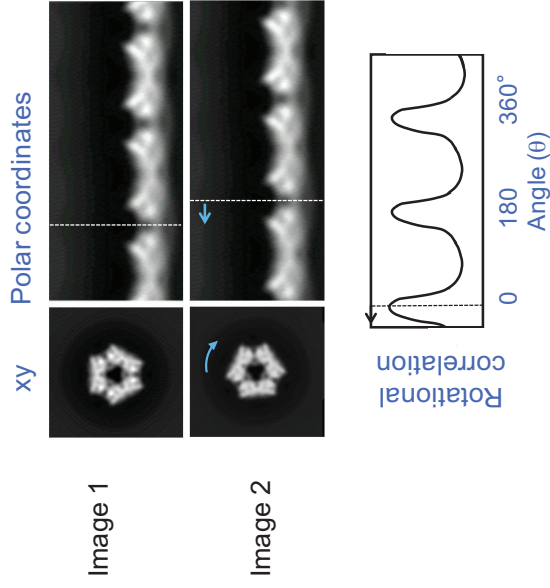 xy
Polar coordinates
Image 1
Image 2
Rotational
correlation
0
180
360°
Angle (θ)